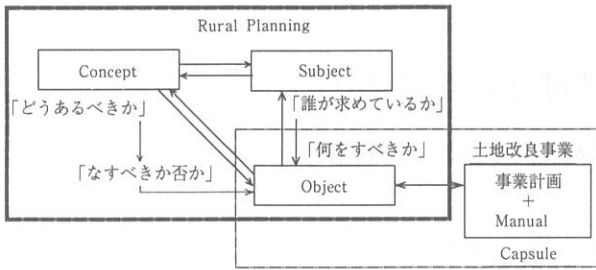 Rural Planning
Concept
Subject
「どうあるべきか」
「誰が求めているか」
「なすべきか否か」
「何をすべきか」
Object
土地改良事業
事業計画
+
Manual
Capsule